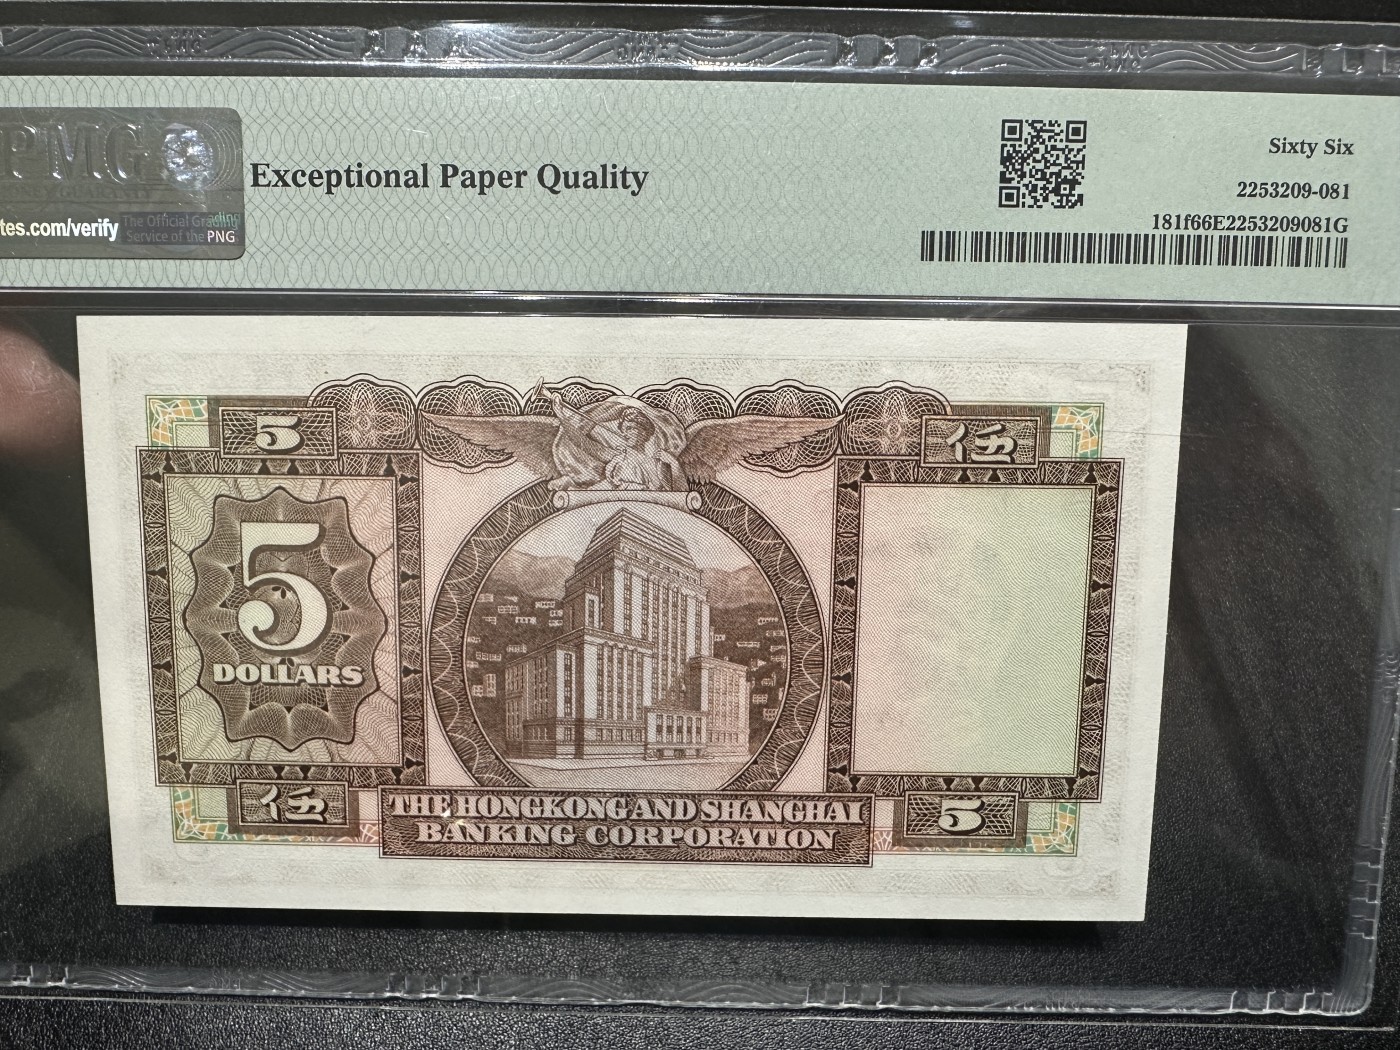 PMG
Exceptional Paper Quality
tes.com/verify
The Official Grading
Service of the PNG
Sixty Six
2253209-081
181f66E2253209081G
5
伍
5
DOLLARS
伍
THE HONGKONG AND SHANGHAI
BANKING CORPORATION
5